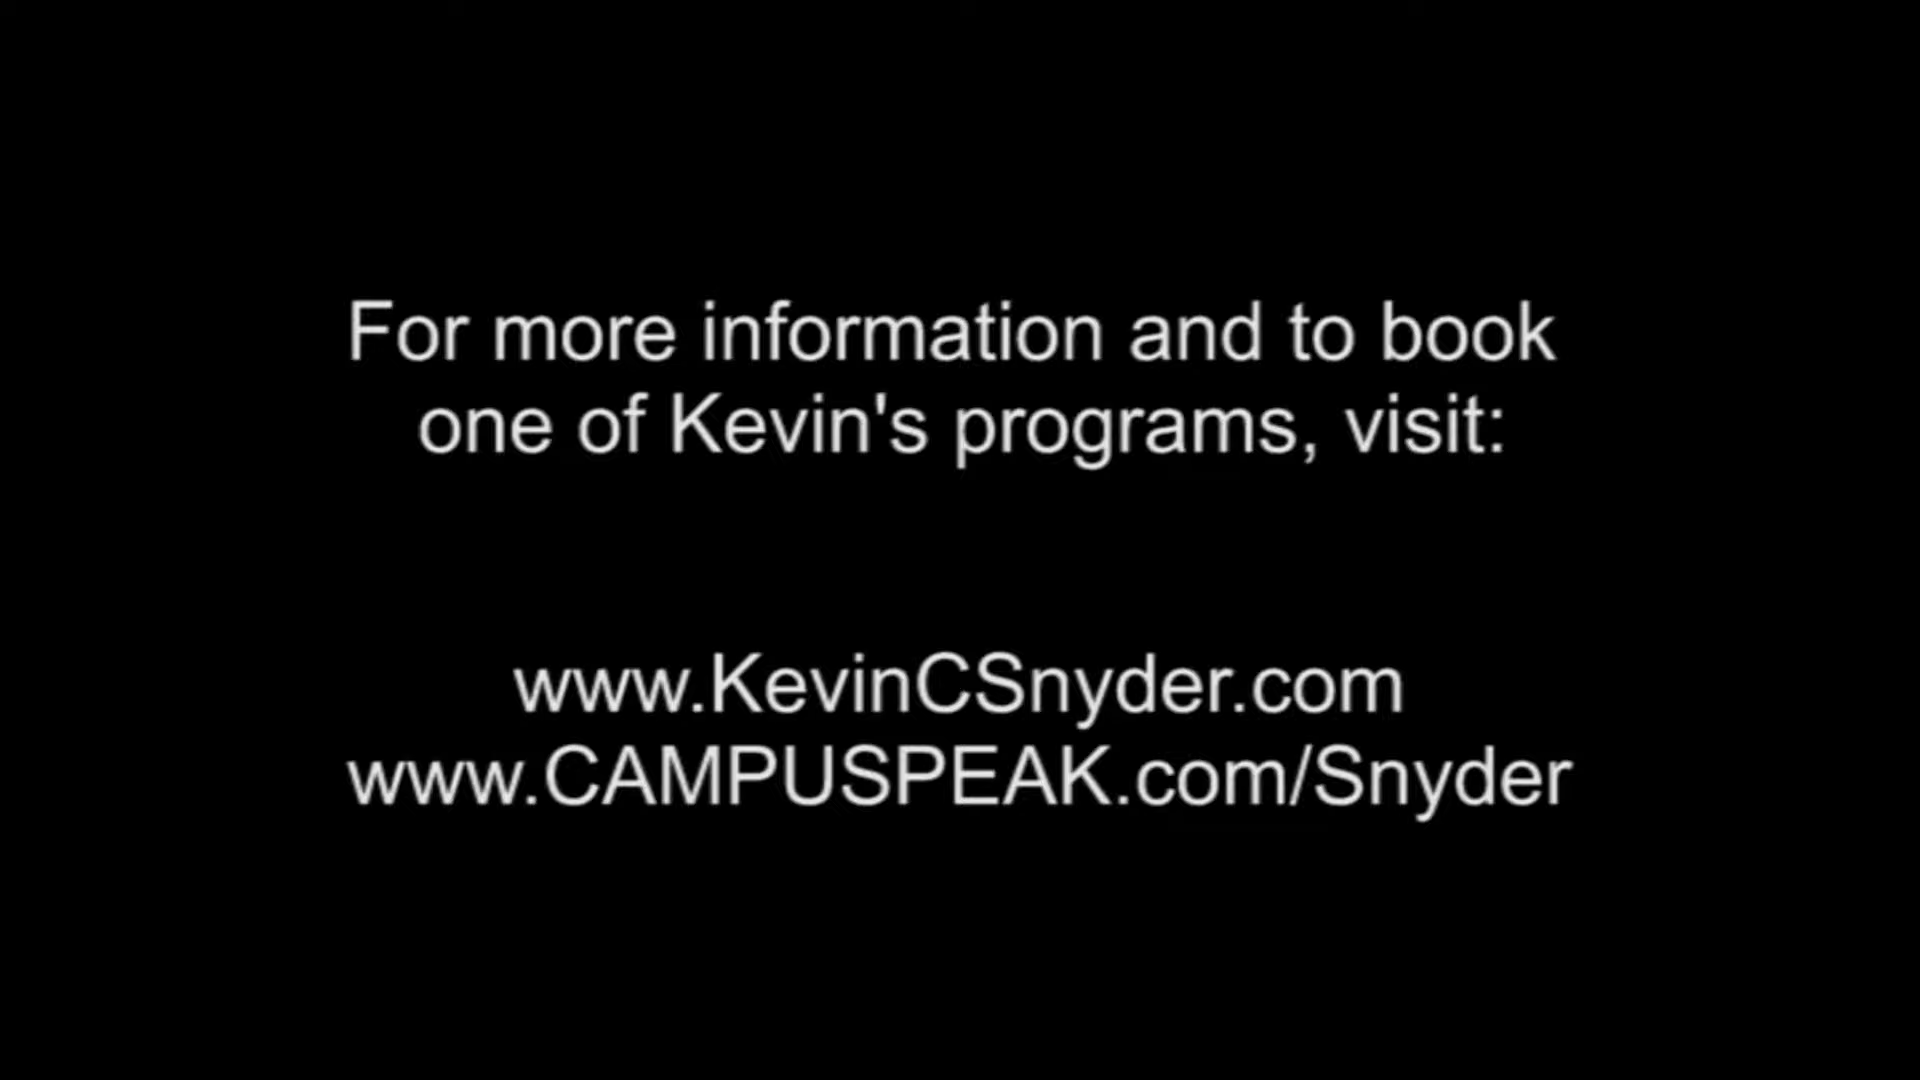 For more information and to book
one of Kevin's programs, visit:
www.KevinCSnyder.com
www.CAMPUSPEAK.com/Snyder